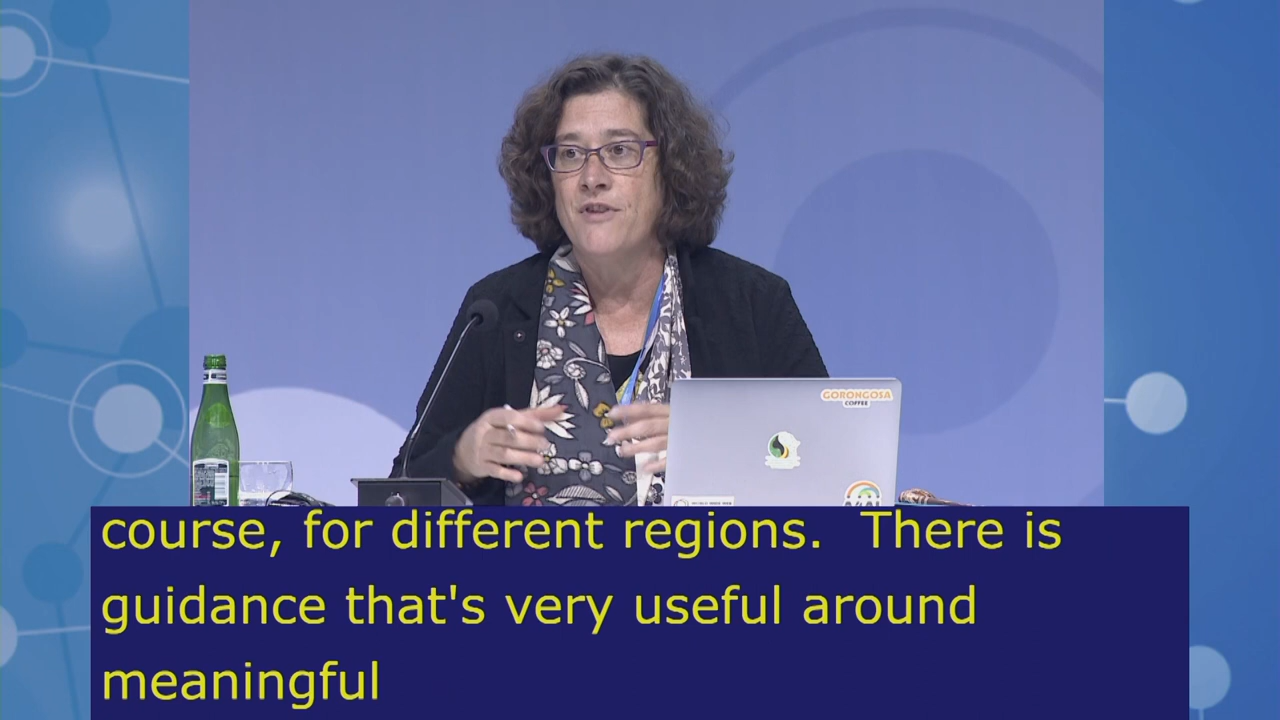 GORONGOSA
COFFEE
course, for different regions.  There is
guidance that's very useful around
meaningful